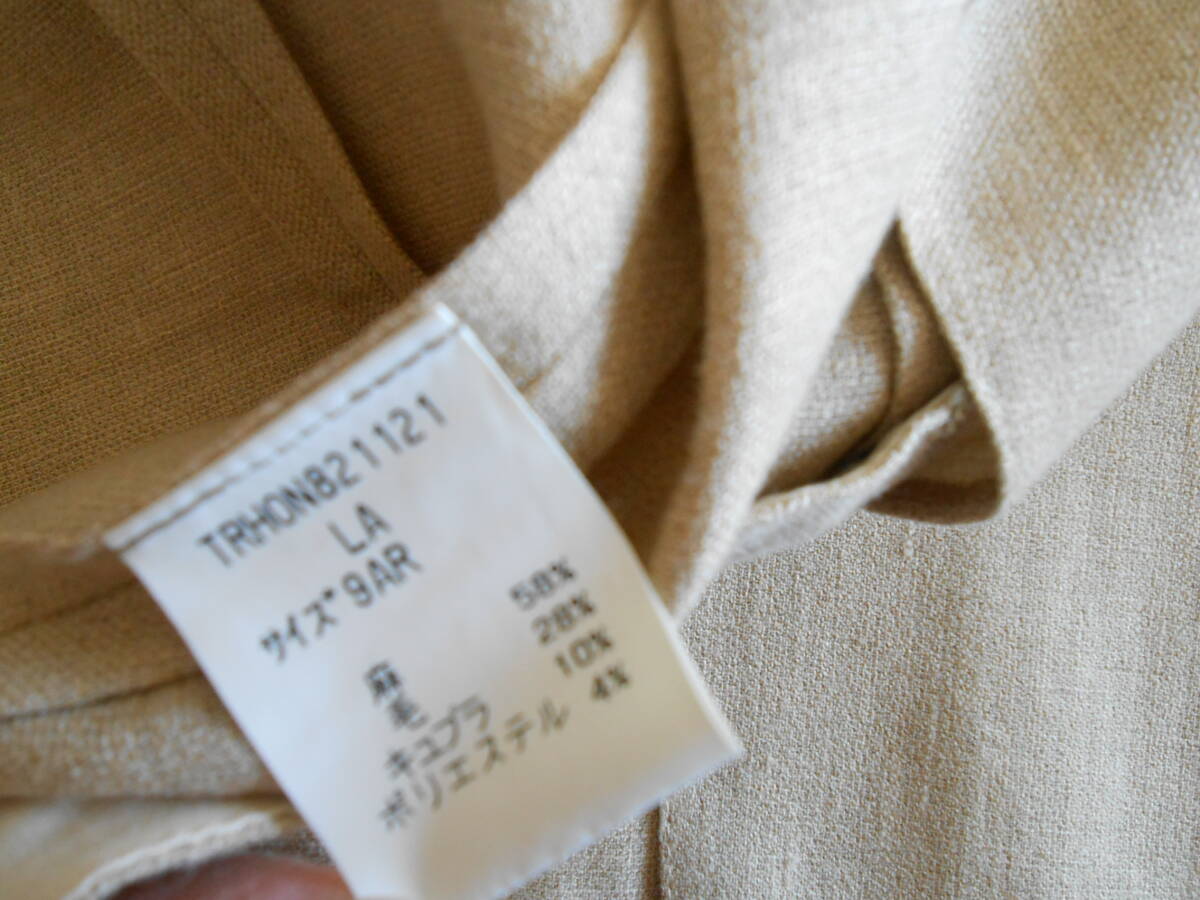 TRHON821121
LA
サイズ 9AR
麻 58%
毛 28%
キュプラ 10%
ポリエステル 4%